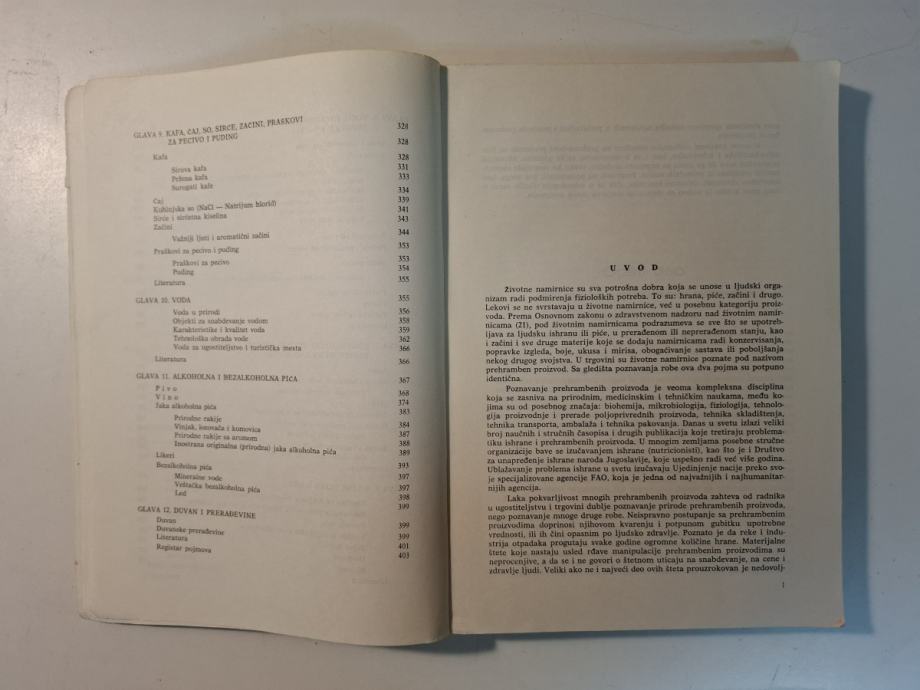 GLAVA 9. KAFA, ČAJ, SO, SIRĆE, ZAČINI, PRAŠKOVI
ZA PECIVO I PUDING
328
328
Kafa
328
Sirova kafa 331
Pržena kafa 333
Surogati kafe
334
Čaj 339
Kuhinjska so (NaCl — Natrijum hlorid) 341
Sirće i sirćetna kiselina 343
Začini
344
Važniji ljuti i aromatični začini
353
Praškovi za pecivo i puding
353
Praškovi za pecivo 354
Puding
355
Literatura
GLAVA 10. VODA 355
Voda u prirodi 356
Objekti za snabdevanje vodom 358
Karakteristike i kvalitet voda 359
Tehnološka obrada vode 362
Voda za ugostiteljstvo i turistička mesta 366
Literatura 366
GLAVA 11. ALKOHOLNA I BEZALKOHOLNA PIĆA 367
Pivo 368
Vino 374
Jaka alkoholna pića 383
Prirodne rakije 384
Vinjak, lozovača i komovica 387
Prirodne rakije sa aromom 388
Inostrana originalna (prirodna) jaka alkoholna pića 389
Likeri 393
Bezalkoholna pića
397
Mineralne vode 397
Veštačka bezalkoholna pića 398
Led
399
GLAVA 12. DUVAN I PRERAĐEVINE
Duvan 399
Duvanske prerađevine 399
Literatura 401
Registar pojmova 403
UVOD
Životne namirnice su sva potrošna dobra koja se unose u ljudski orga-
nizam radi podmirenja fizioloških potreba. To su: hrana, piće, začini i drugo.
Lekovi se ne svrstavaju u životne namirnice, već u posebnu kategoriju proiz-
voda. Prema Osnovnom zakonu o zdravstvenom nadzoru nad životnim namir-
nicama (21), pod životnim namirnicama podrazumeva se sve što se upotreb-
ljava za ljudsku ishranu ili piće, u prerađenom ili neprerađenom stanju, kao
i začini i sve druge materije koje se dodaju namirnicama radi konzervisanja,
popravke izgleda, boje, ukusa i mirisa, obogaćivanje sastava ili poboljšanja
nekog drugog svojstva. U trgovini su životne namirnice poznate pod nazivom
prehramben proizvod. Sa gledišta poznavanja robe ova dva pojma su potpuno
identična.
Poznavanje prehrambenih proizvoda je veoma kompleksna disciplina
koja se zasniva na prirodnim, medicinskim i tehničkim naukama, među ko-
jima su od posebnog značaja: biohemija, mikrobiologija, fiziologija, tehnolo-
gija proizvodnje i prerade poljoprivrednih proizvoda, tehnika skladištenja,
tehnika transporta, ambalaža i tehnika pakovanja. Danas u svetu izlazi veliki
broj naučnih i stručnih časopisa i drugih publikacija koje tretiraju problema-
tiku ishrane i prehrambenih proizvoda. U mnogim zemljama posebne stručne
organizacije bave se izučavanjem ishrane (nutricionisti), kao što je i Društvo
za unapređenje ishrane naroda Jugoslavije, koje uspešno radi već više godina.
Ublažavanje problema ishrane u svetu izučavaju Ujedinjenje nacije preko svo-
je specijalizovane agencije FAO, koja je jedna od najvažnijih i najhumanitar-
nijih agencija.
Laka pokvarljivost mnogih prehrambenih proizvoda zahteva od radnika
u ugostiteljstvu i trgovini dublje poznavanje prirode prehrambenih proizvoda,
nego poznavanje mnoge druge robe. Neispravno postupanje sa prehrambenim
proizvodima doprinosi njihovom kvarenju i potpunom gubitku upotrebne
vrednosti, ili ih čini opasnim po ljudsko zdravlje. Poznato je da reke i indu-
strija otpadaka progutaju svake godine ogromne količine hrane. Materijalne
štete koje nastaju usled rđave manipulacije prehrambenim proizvodima su
neprocenjive, a da se i ne govori o štetnom uticaju na snabdevanje, na cene i
zdravlje ljudi. Veliki ako ne i najveći deo ovih šteta prouzrokovan je nedovolj-
1